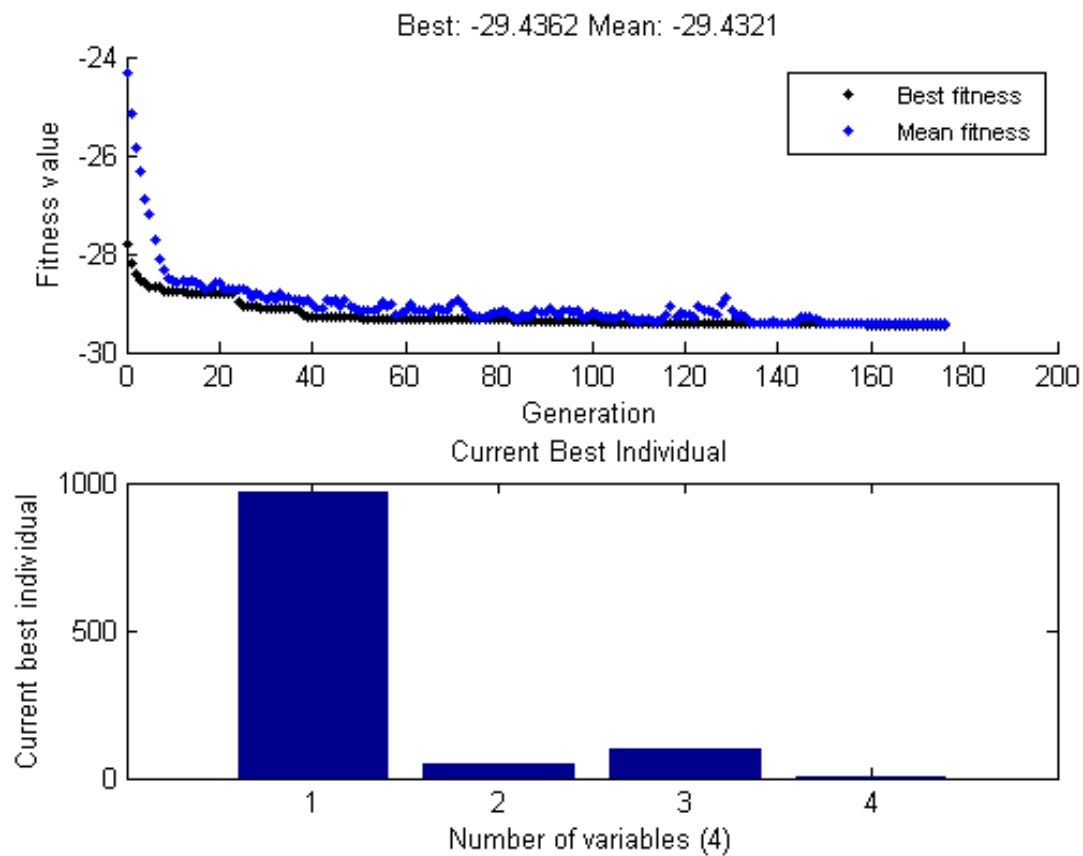 Best: -29.4362 Mean: -29.4321
-24
-26
-28
-30
Fitness value
Best fitness
Mean fitness
0 20 40 60 80 100 120 140 160 180 200
Generation
Current Best Individual
1000
500
0
Current best individual
1 2 3 4
Number of variables (4)